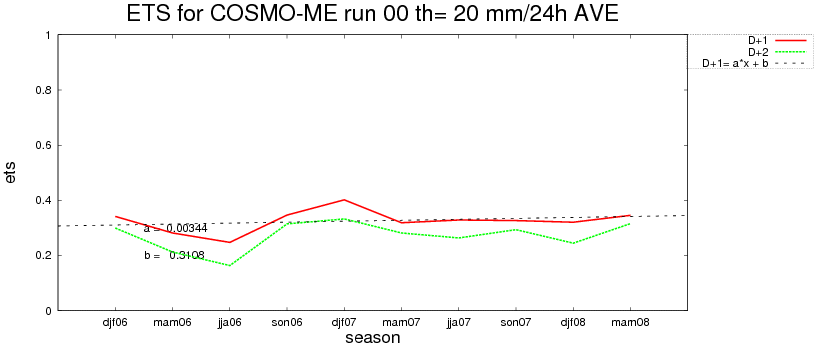 ETS for COSMO-ME run 00 th= 20 mm/24h AVE
D+1
D+2
D+1= a*x + b
1
0.8
0.6
0.4
0.2
0
ets
a = 0.00344
b = 0.3108
djf06 mam06 jja06 son06 djf07 mam07 jja07 son07 djf08 mam08
season